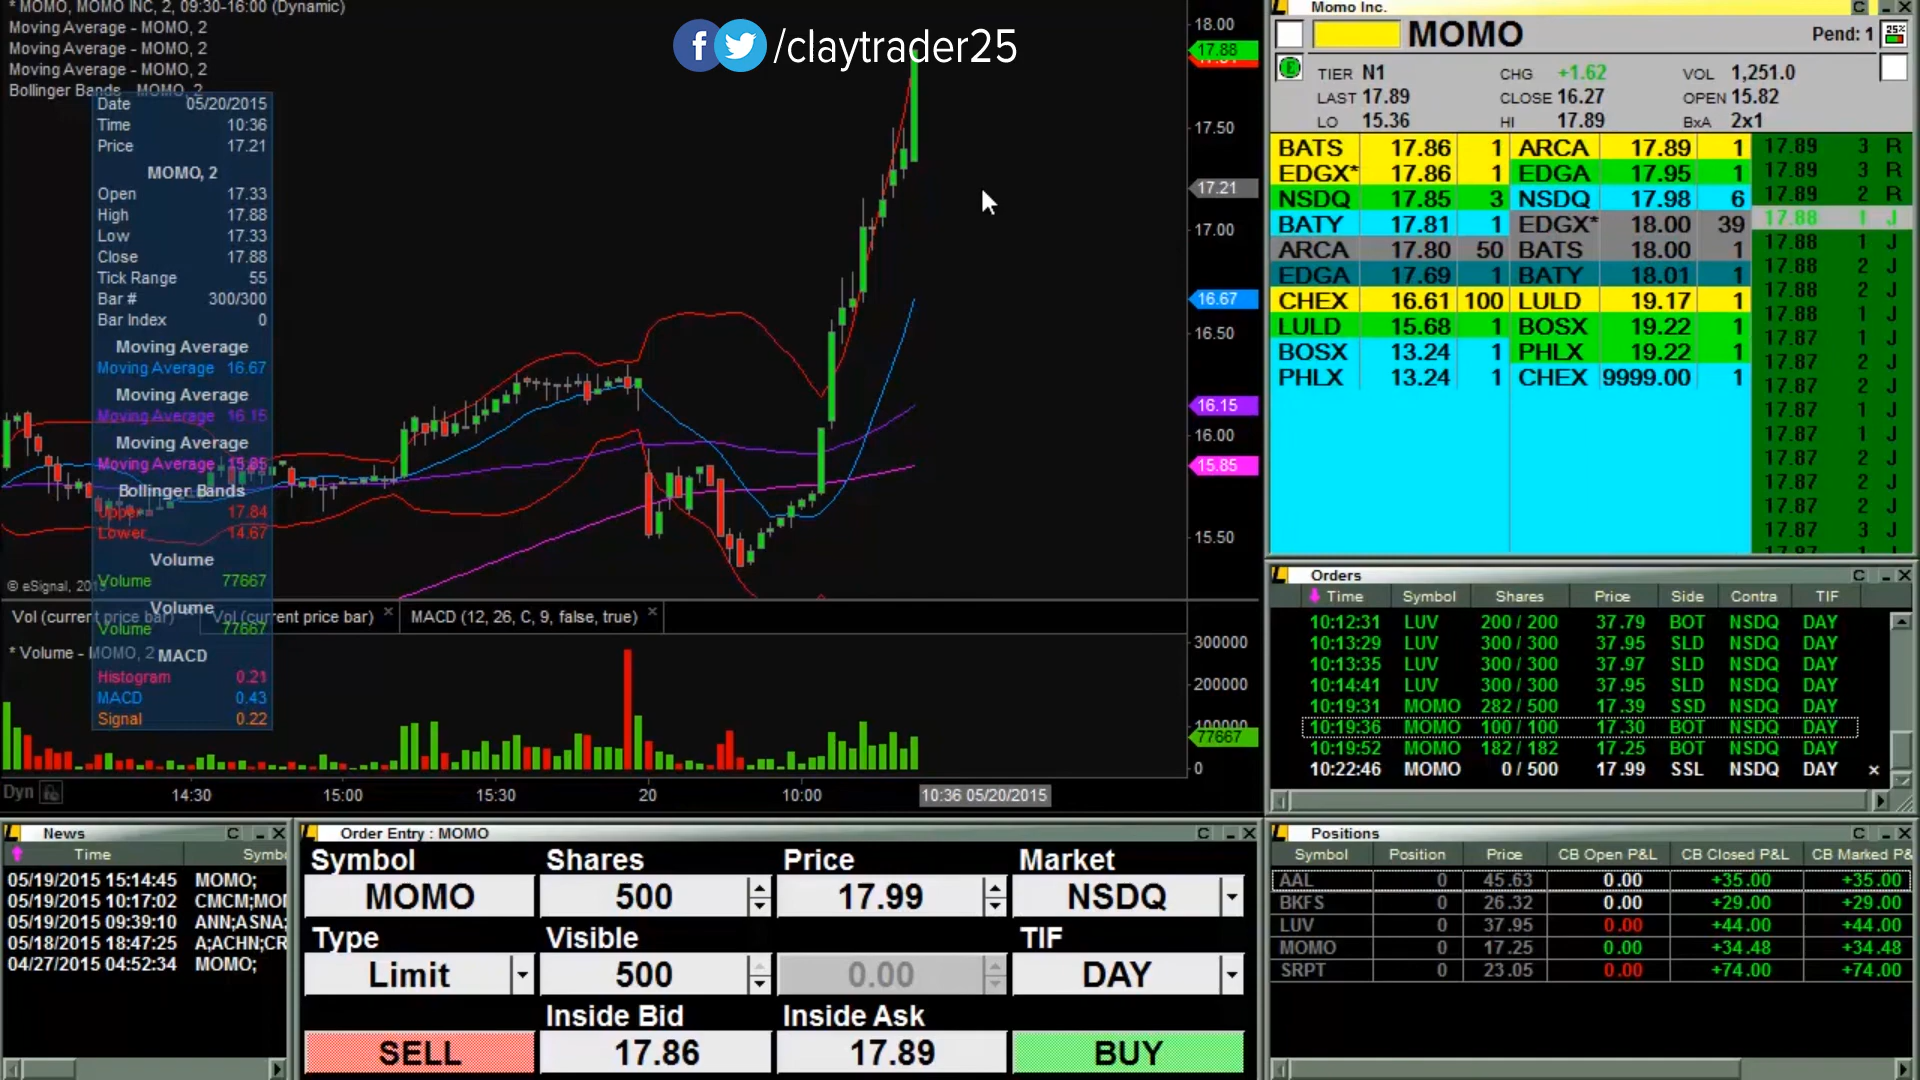 * MOMO, MOMO INC, 2, 09:30-16:00 (Dynamic)
Moving Average - MOMO, 2
Moving Average - MOMO, 2
Moving Average - MOMO, 2
Bollinger Bands - MOMO, 2
/claytrader25
Date 05/20/2015
Time 10:36
Price 17.21
MOMO, 2
Open 17.33
High 17.88
Low 17.33
Close 17.88
Tick Range 55
Bar # 300/300
Bar Index 0
Moving Average
Moving Average 16.67
Moving Average
Moving Average 16.15
Moving Average
Moving Average 15.85
Bollinger Bands
Upper 17.84
Lower 14.67
Volume
Volume 77667
Volume
Volume 77667
MACD
Histogram 0.21
MACD 0.43
Signal 0.22
© eSignal, 2015
18.00
17.88
17.50
17.21
17.00
16.67
16.50
16.15
16.00
15.85
15.50
Vol (current price bar) Vol (current price bar) × MACD (12, 26, C, 9, false, true) ×
* Volume - MOMO, 2
300000
200000
100000
77667
0
Dyn 14:30 15:00 15:30 20 10:00 10:36 05/20/2015
Momo Inc.
MOMO Pend: 1 25%
TIER N1 CHG +1.62 VOL 1,251.0
LAST 17.89 CLOSE 16.27 OPEN 15.82
LO 15.36 HI 17.89 BxA 2x1
BATS 17.86 1 ARCA 17.89 1
EDGX* 17.86 1 EDGA 17.95 1
NSDQ 17.85 3 NSDQ 17.98 6
BATY 17.81 1 EDGX* 18.00 39
ARCA 17.80 50 BATS 18.00 1
EDGA 17.69 1 BATY 18.01 1
CHEX 16.61 100 LULD 19.17 1
LULD 15.68 1 BOSX 19.22 1
BOSX 13.24 1 PHLX 19.22 1
PHLX 13.24 1 CHEX 9999.00 1
17.89 3 R
17.89 3 R
17.89 2 R
17.88 1 J
17.88 1 J
17.88 2 J
17.88 2 J
17.88 1 J
17.87 1 J
17.87 2 J
17.87 2 J
17.87 1 J
17.87 1 J
17.87 2 J
17.87 2 J
17.87 2 J
17.87 3 J
Orders
Time Symbol Shares Price Side Contra TIF
10:12:31 LUV 200 / 200 37.79 BOT NSDQ DAY
10:13:29 LUV 300 / 300 37.95 SLD NSDQ DAY
10:13:35 LUV 300 / 300 37.97 SLD NSDQ DAY
10:14:41 LUV 300 / 300 37.95 SLD NSDQ DAY
10:19:31 MOMO 282 / 500 17.39 SSD NSDQ DAY
10:19:36 MOMO 100 / 100 17.30 BOT NSDQ DAY
10:19:52 MOMO 182 / 182 17.25 BOT NSDQ DAY
10:22:46 MOMO 0 / 500 17.99 SSL NSDQ DAY ×
News
Time Symb
05/19/2015 15:14:45 MOMO;
05/19/2015 10:17:02 CMCM;MO
05/19/2015 09:39:10 ANN;ASNA;
05/18/2015 18:47:25 A;ACHN;CR
04/27/2015 04:52:34 MOMO;
Order Entry : MOMO
Symbol Shares Price Market
MOMO 500 17.99 NSDQ
Type Visible TIF
Limit 500 0.00 DAY
Inside Bid Inside Ask
SELL 17.86 17.89 BUY
Positions
Symbol Position Price CB Open P&L CB Closed P&L CB Marked P&
AAL 0 45.63 0.00 +35.00 +35.00
BKFS 0 26.32 0.00 +29.00 +29.00
LUV 0 37.95 0.00 +44.00 +44.00
MOMO 0 17.25 0.00 +34.48 +34.48
SRPT 0 23.05 0.00 +74.00 +74.00